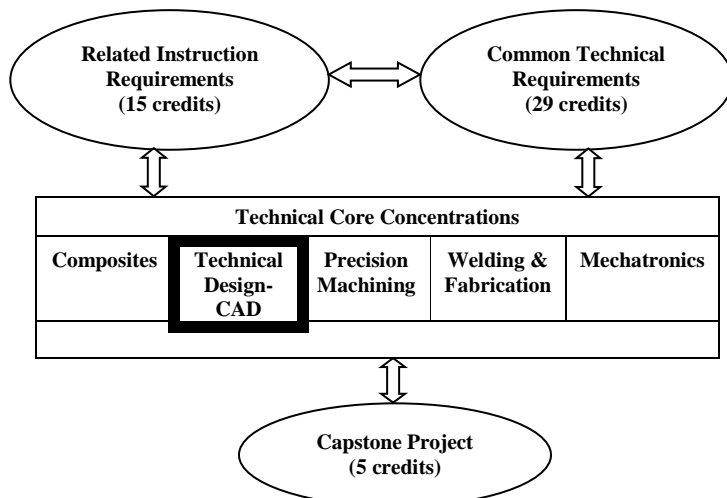 Related Instruction
Requirements
(15 credits)
Common Technical
Requirements
(29 credits)
Technical Core Concentrations
Composites
Technical
Design-
CAD
Precision
Machining
Welding &
Fabrication
Mechatronics
Capstone Project
(5 credits)